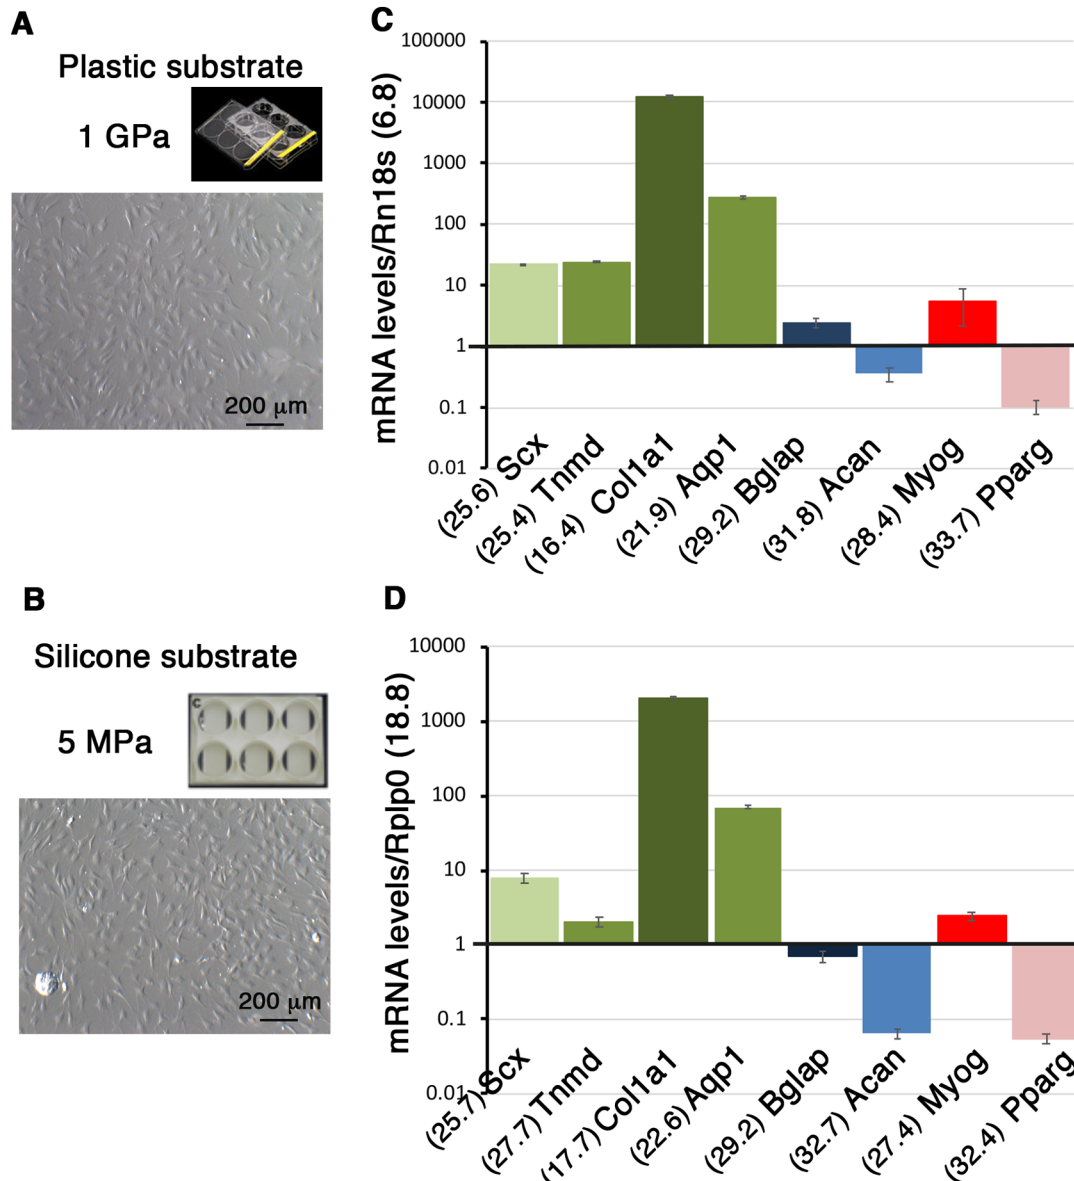 A
Plastic substrate
1 GPa
200 μm
C
mRNA levels/Rn18s (6.8)
100000
10000
1000
100
10
1
0.1
0.01
(25.6) Scx
(25.4) Tnmd
(16.4) Col1a1
(21.9) Aqp1
(29.2) Bglap
(31.8) Acan
(28.4) Myog
(33.7) Pparg
B
Silicone substrate
C
5 MPa
200 μm
D
mRNA levels/Rplp0 (18.8)
10000
1000
100
10
1
0.1
0.01
(25.7) Scx
(27.7) Tnmd
(17.7) Col1a1
(22.6) Aqp1
(29.2) Bglap
(32.7) Acan
(27.4) Myog
(32.4) Pparg